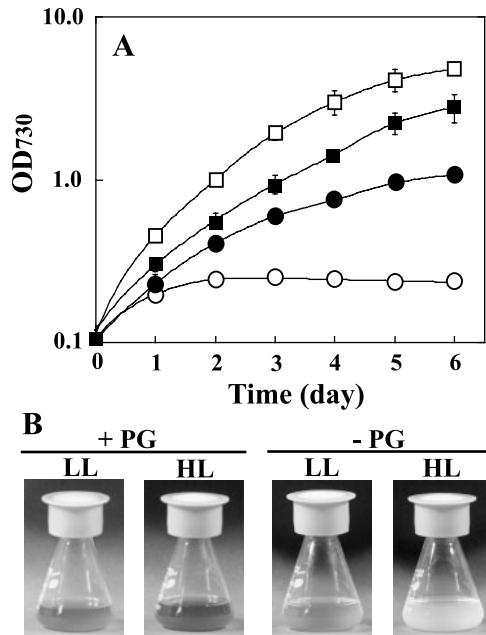 A
10.0
1.0
0.1
OD730
0 1 2 3 4 5 6
Time (day)
B
+ PG - PG
LL HL LL HL